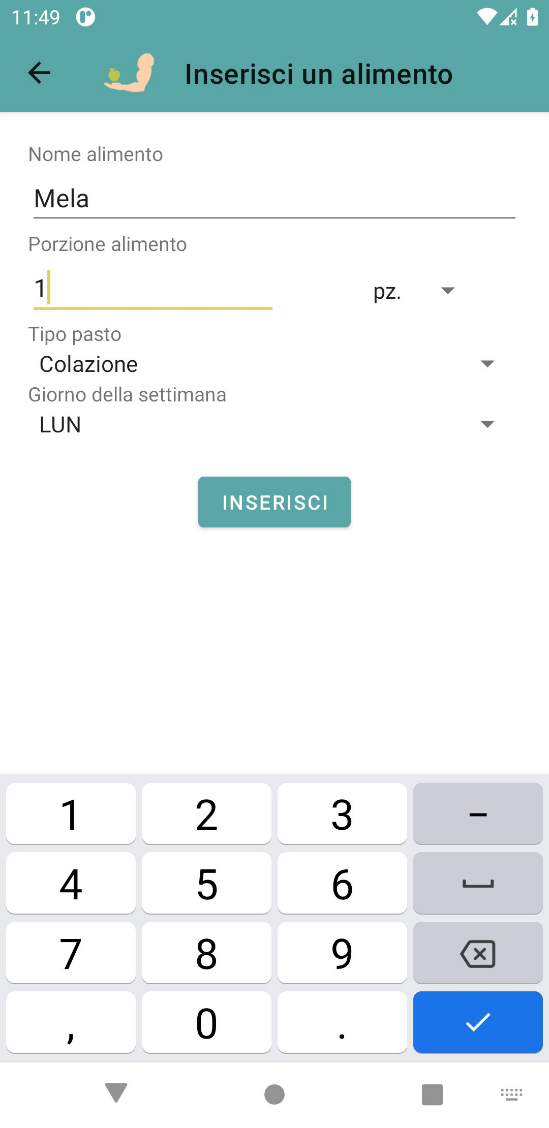 11:49
Inserisci un alimento
Nome alimento
Mela
Porzione alimento
1 pz.
Tipo pasto
Colazione
Giorno della settimana
LUN
INSERISCI
1 2 3 -
4 5 6
7 8 9
, 0 .